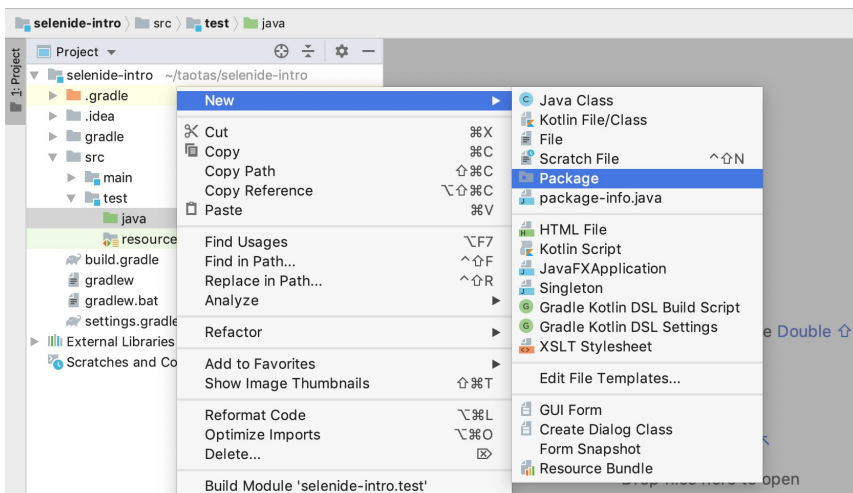 selenide-intro src test java
1: Project
Project
selenide-intro ~/taotas/selenide-intro
.gradle
.idea
gradle
src
main
test
java
resource
build.gradle
gradlew
gradlew.bat
settings.gradle
External Libraries
Scratches and Co
New
Cut ⌘X
Copy ⌘C
Copy Path ⇧⌘C
Copy Reference ⌥⇧⌘C
Paste ⌘V
Find Usages ⌥F7
Find in Path... ^⇧F
Replace in Path... ^⇧R
Analyze
Refactor
Add to Favorites
Show Image Thumbnails ⇧⌘T
Reformat Code ⌥⌘L
Optimize Imports ⌥⌘O
Delete... ⌦
Build Module 'selenide-intro.test'
Java Class
Kotlin File/Class
File
Scratch File ^⇧N
Package
package-info.java
HTML File
Kotlin Script
JavaFXApplication
Singleton
Gradle Kotlin DSL Build Script
Gradle Kotlin DSL Settings
XSLT Stylesheet
Edit File Templates...
GUI Form
Create Dialog Class
Form Snapshot
Resource Bundle
e Double ⇧
open